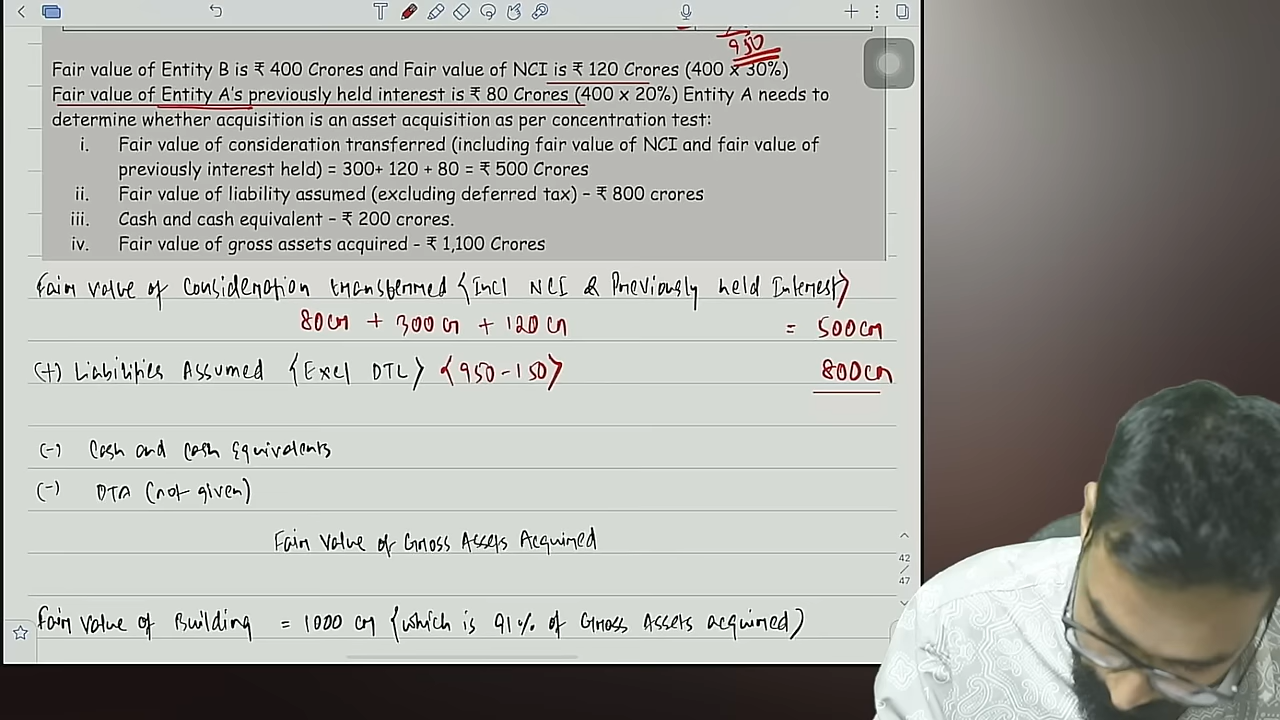 950
Fair value of Entity B is ₹ 400 Crores and Fair value of NCI is ₹ 120 Crores (400 x 30%)
Fair value of Entity A's previously held interest is ₹ 80 Crores (400 x 20%) Entity A needs to
determine whether acquisition is an asset acquisition as per concentration test:
i. Fair value of consideration transferred (including fair value of NCI and fair value of
previously interest held) = 300+ 120 + 80 = ₹ 500 Crores
ii. Fair value of liability assumed (excluding deferred tax) – ₹ 800 crores
iii. Cash and cash equivalent – ₹ 200 crores.
iv. Fair value of gross assets acquired - ₹ 1,100 Crores
Fair value of Consideration transferred {Incl NCI & Previously held Interest}
80cr + 300cr + 120cr = 500cr
(+) Liabilities Assumed {Excl DTL} {950-150} 800cr
(-) Cash and Cash Equivalents
(-) DTA (not given)
Fair Value of Gross Assets Acquired
42
/
47
Fair value of Building = 1000 cr {which is 91% of Gross Assets acquired}